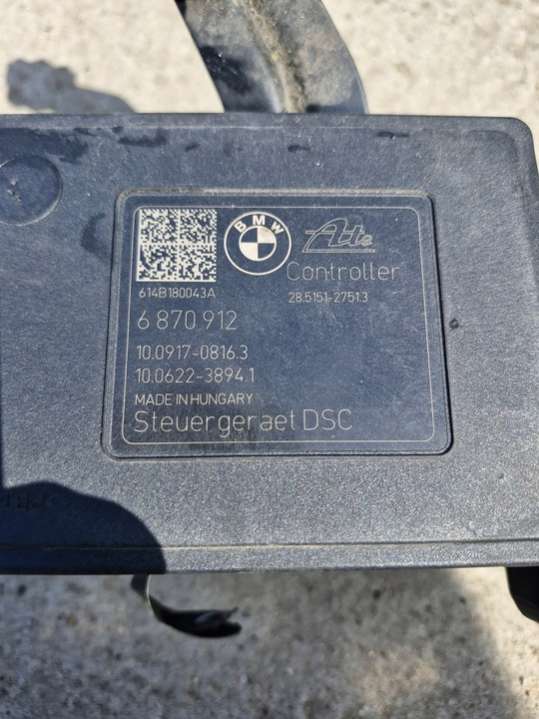 BMW
Ate
Controller
614B180043A
28.5151-2751.3
6 870 912
10.0917-0816.3
10.0622-3894.1
MADE IN HUNGARY
Steuergeraet DSC